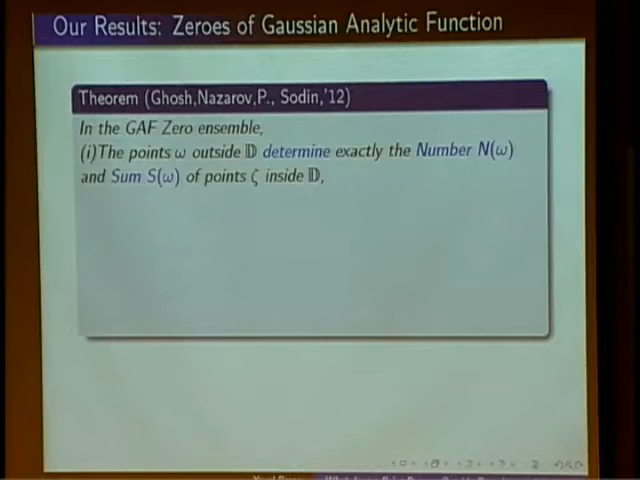 Our Results: Zeroes of Gaussian Analytic Function
Theorem (Ghosh,Nazarov,P., Sodin,'12)
In the GAF Zero ensemble,
(i)The points ω outside 𝔻 determine exactly the Number N(ω)
and Sum S(ω) of points ζ inside 𝔻,